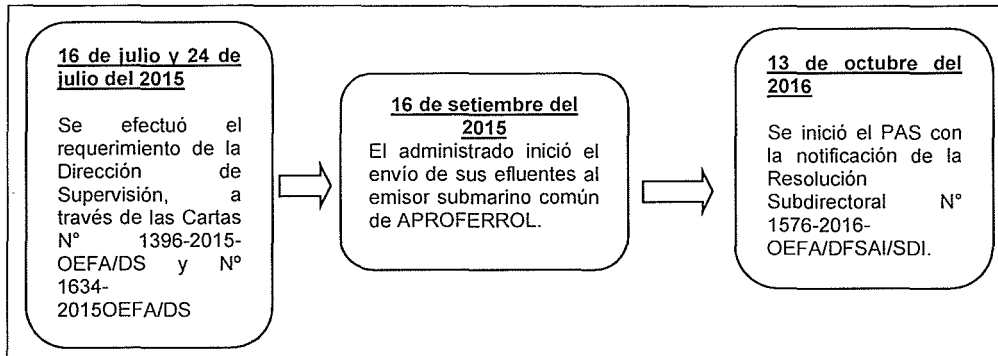 16 de julio y 24 de
julio del 2015
Se efectuó el
requerimiento de la
Dirección de
Supervisión, a
través de las Cartas
N° 1396-2015-
OEFA/DS y Nº
1634-
2015OEFA/DS
16 de setiembre del
2015
El administrado inició el
envío de sus efluentes al
emisor submarino común
de APROFERROL.
13 de octubre del
2016
Se inició el PAS con
la notificación de la
Resolución
Subdirectoral N°
1576-2016-
OEFA/DFSAI/SDI.